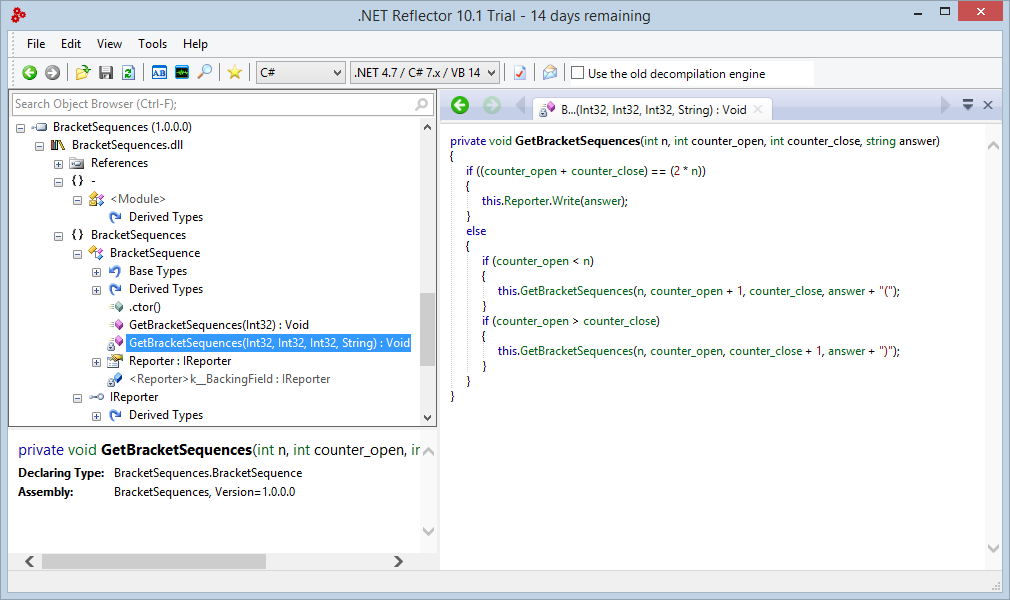 .NET Reflector 10.1 Trial - 14 days remaining
File Edit View Tools Help
C# .NET 4.7 / C# 7.x / VB 14 Use the old decompilation engine
Search Object Browser (Ctrl-F);
BracketSequences (1.0.0.0)
BracketSequences.dll
References
{} -
<Module>
Derived Types
{} BracketSequences
BracketSequence
Base Types
Derived Types
.ctor()
GetBracketSequences(Int32) : Void
GetBracketSequences(Int32, Int32, Int32, String) : Void
Reporter : IReporter
<Reporter>k__BackingField : IReporter
IReporter
Derived Types
private void GetBracketSequences(int n, int counter_open, in
Declaring Type: BracketSequences.BracketSequence
Assembly: BracketSequences, Version=1.0.0.0
B...(Int32, Int32, Int32, String) : Void
private void GetBracketSequences(int n, int counter_open, int counter_close, string answer)
{
if ((counter_open + counter_close) == (2 * n))
{
this.Reporter.Write(answer);
}
else
{
if (counter_open < n)
{
this.GetBracketSequences(n, counter_open + 1, counter_close, answer + "(");
}
if (counter_open > counter_close)
{
this.GetBracketSequences(n, counter_open, counter_close + 1, answer + ")");
}
}
}